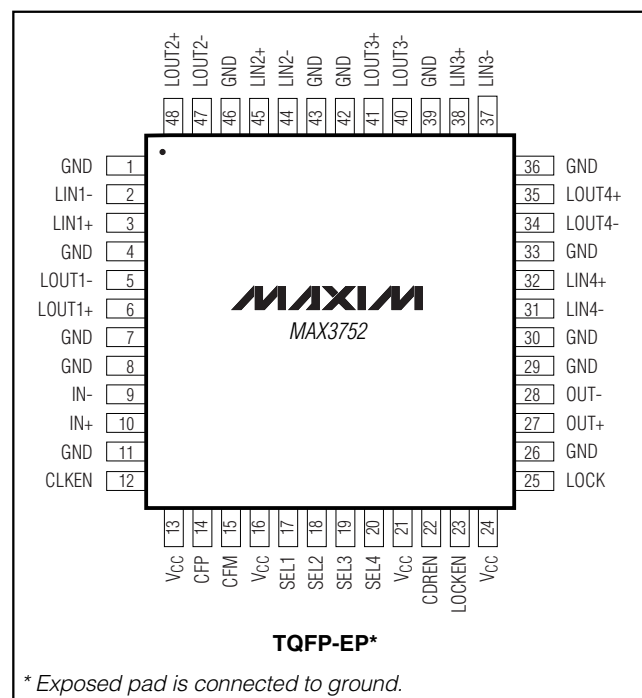 LOUT2+ LOUT2- GND LIN2+ LIN2- GND GND LOUT3+ LOUT3- GND LIN3+ LIN3-
48 47 46 45 44 43 42 41 40 39 38 37
GND 1
LIN1- 2
LIN1+ 3
GND 4
LOUT1- 5
LOUT1+ 6
GND 7
GND 8
IN- 9
IN+ 10
GND 11
CLKEN 12
MAXIM
MAX3752
36 GND
35 LOUT4+
34 LOUT4-
33 GND
32 LIN4+
31 LIN4-
30 GND
29 GND
28 OUT-
27 OUT+
26 GND
25 LOCK
13 14 15 16 17 18 19 20 21 22 23 24
VCC CFP CFM VCC SEL1 SEL2 SEL3 SEL4 VCC CDREN LOCKEN VCC
TQFP-EP*
* Exposed pad is connected to ground.